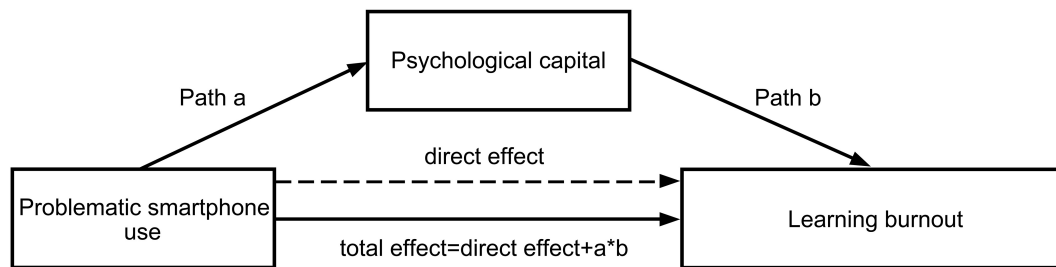 Psychological capital
Path a
Path b
direct effect
Problematic smartphone
use
Learning burnout
total effect=direct effect+a*b